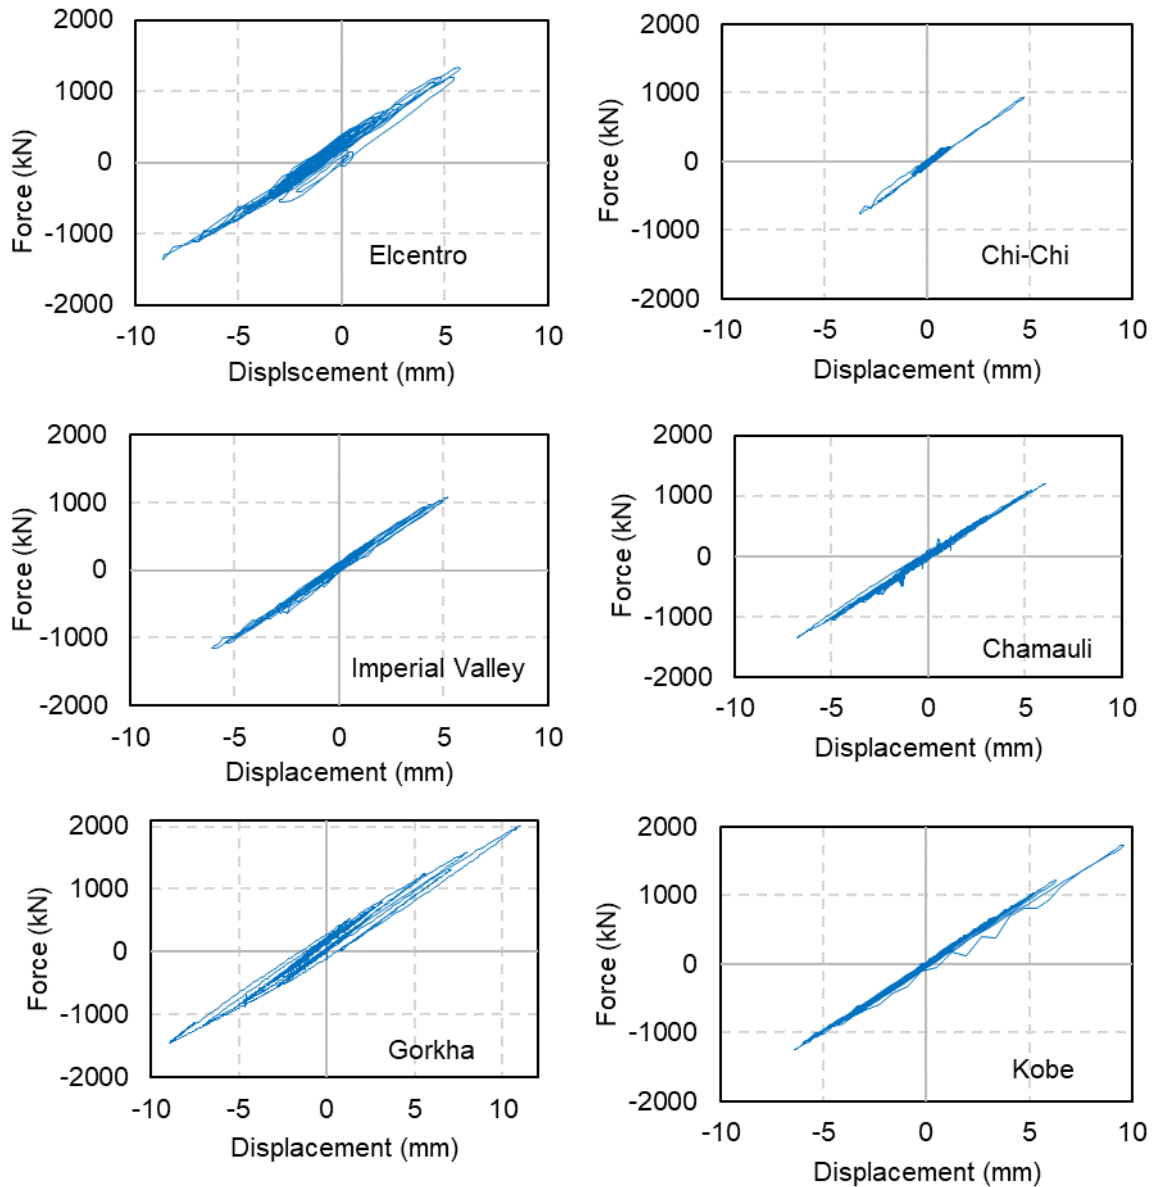 2000
1000
0
-1000
-2000
Force (kN)
Elcentro
-10 -5 0 5 10
Displscement (mm)
2000
1000
0
-1000
-2000
Force (kN)
Chi-Chi
-10 -5 0 5 10
Displacement (mm)
2000
1000
0
-1000
-2000
Force (kN)
Imperial Valley
-10 -5 0 5 10
Displacement (mm)
2000
1000
0
-1000
-2000
Force (kN)
Chamauli
-10 -5 0 5 10
Displacement (mm)
2000
1000
0
-1000
-2000
Force (kN)
Gorkha
-10 -5 0 5 10
Displacement (mm)
2000
1000
0
-1000
-2000
Force (kN)
Kobe
-10 -5 0 5 10
Displacement (mm)